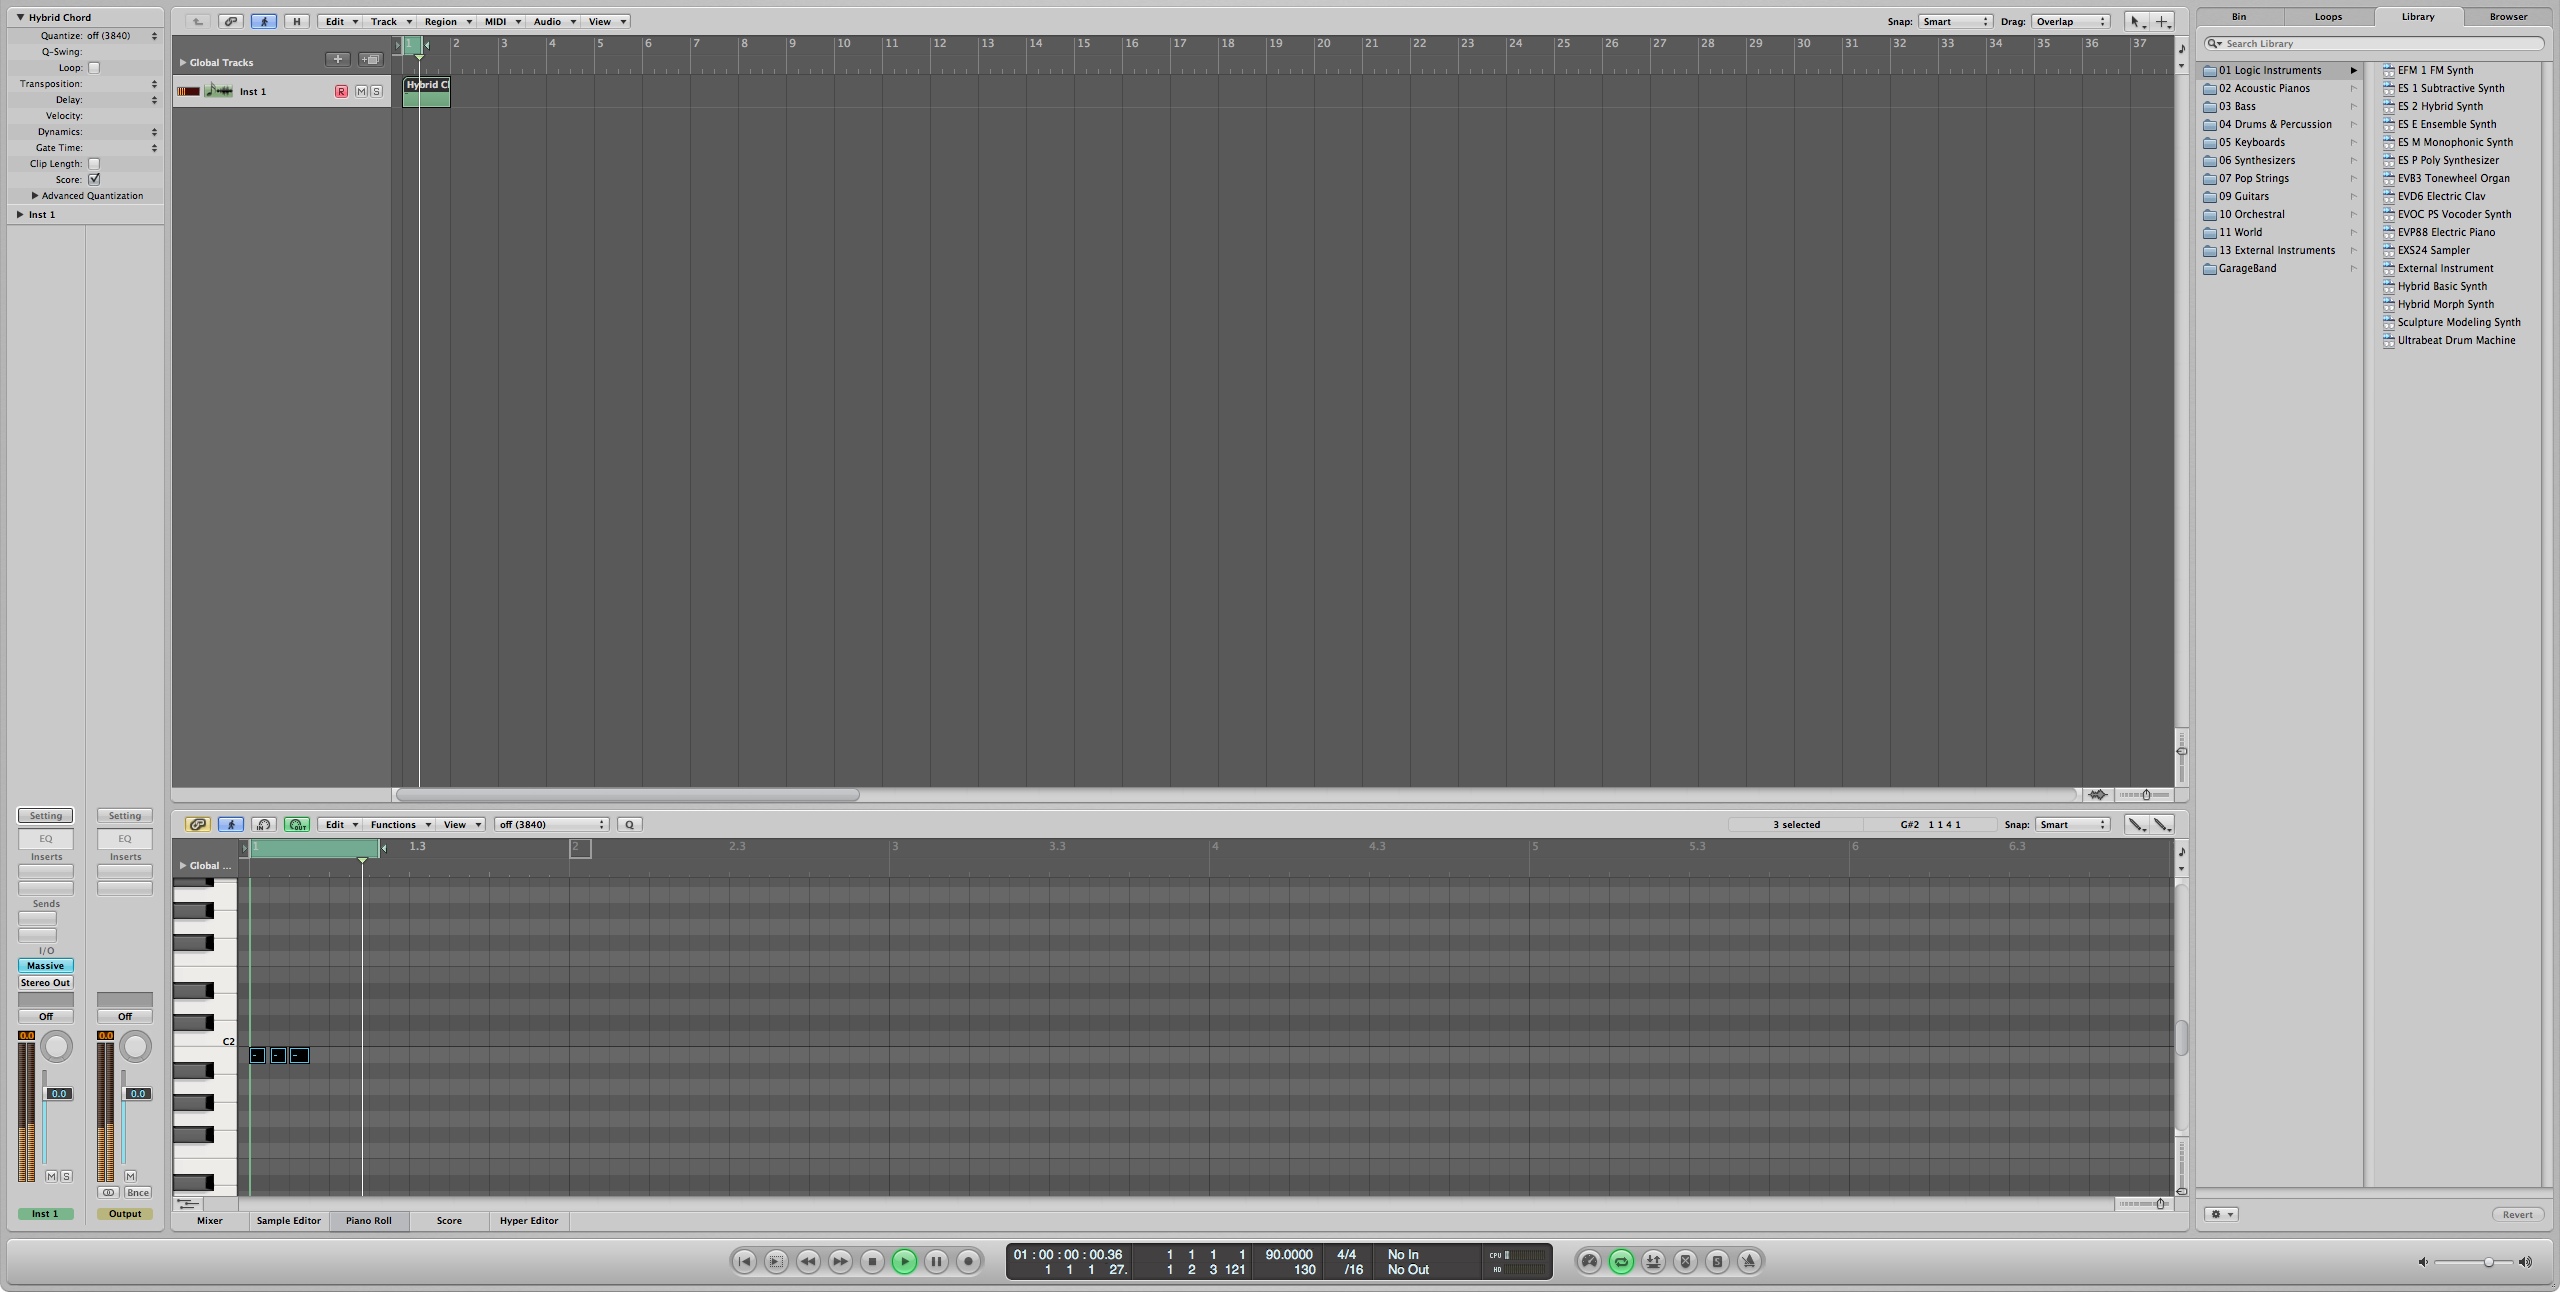 Hybrid Chord
Quantize: off (3840)
Q-Swing:
Loop:
Transposition:
Delay:
Velocity:
Dynamics:
Gate Time:
Clip Length:
Score:
Advanced Quantization
Inst 1
Setting Setting
EQ EQ
Inserts Inserts
Sends
I/O
Massive
Stereo Out
Off Off
0.0 0.0
0.0 0.0
M S M
Bnce
Inst 1 Output
H Edit Track Region MIDI Audio View Snap: Smart Drag: Overlap
Global Tracks
1 2 3 4 5 6 7 8 9 10 11 12 13 14 15 16 17 18 19 20 21 22 23 24 25 26 27 28 29 30 31 32 33 34 35 36 37
Inst 1 R M S
Hybrid C
IN OUT Edit Functions View off (3840) Q 3 selected G#2 1 1 4 1 Snap: Smart
Global ...
1 1.3 2 2.3 3 3.3 4 4.3 5 5.3 6 6.3
C2
Mixer Sample Editor Piano Roll Score Hyper Editor
Bin Loops Library Browser
Search Library
01 Logic Instruments
02 Acoustic Pianos
03 Bass
04 Drums & Percussion
05 Keyboards
06 Synthesizers
07 Pop Strings
09 Guitars
10 Orchestral
11 World
13 External Instruments
GarageBand
EFM 1 FM Synth
ES 1 Subtractive Synth
ES 2 Hybrid Synth
ES E Ensemble Synth
ES M Monophonic Synth
ES P Poly Synthesizer
EVB3 Tonewheel Organ
EVD6 Electric Clav
EVOC PS Vocoder Synth
EVP88 Electric Piano
EXS24 Sampler
External Instrument
Hybrid Basic Synth
Hybrid Morph Synth
Sculpture Modeling Synth
Ultrabeat Drum Machine
Revert
01 : 00 : 00 : 00.36 1 1 1 1 90.0000 4/4 No In CPU
1 1 1 27. 1 2 3 121 130 /16 No Out HD
S